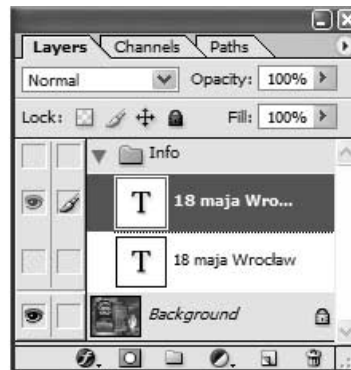 Layers Channels Paths
Normal Opacity: 100%
Lock: Fill: 100%
Info
T 18 maja Wro...
T 18 maja Wrocław
Background